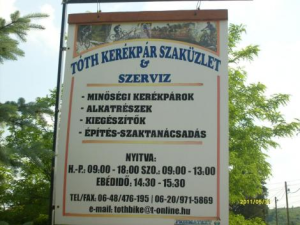 TÓTH KERÉKPÁR SZAKÜZLET
&
SZERVIZ
- MINŐSÉGI KERÉKPÁROK
- ALKATRÉSZEK
- KIEGÉSZÍTŐK
- ÉPÍTÉS-SZAKTANÁCSADÁS
NYITVA:
H.-P.: 09:00 - 18:00 SZO.: 09:00 - 13:00
EBÉDIDŐ: 14:30 - 15:30
TEL/FAX: 06-48/476-195 | 06-20/971-5869
e-mail: tothbike@t-online.hu